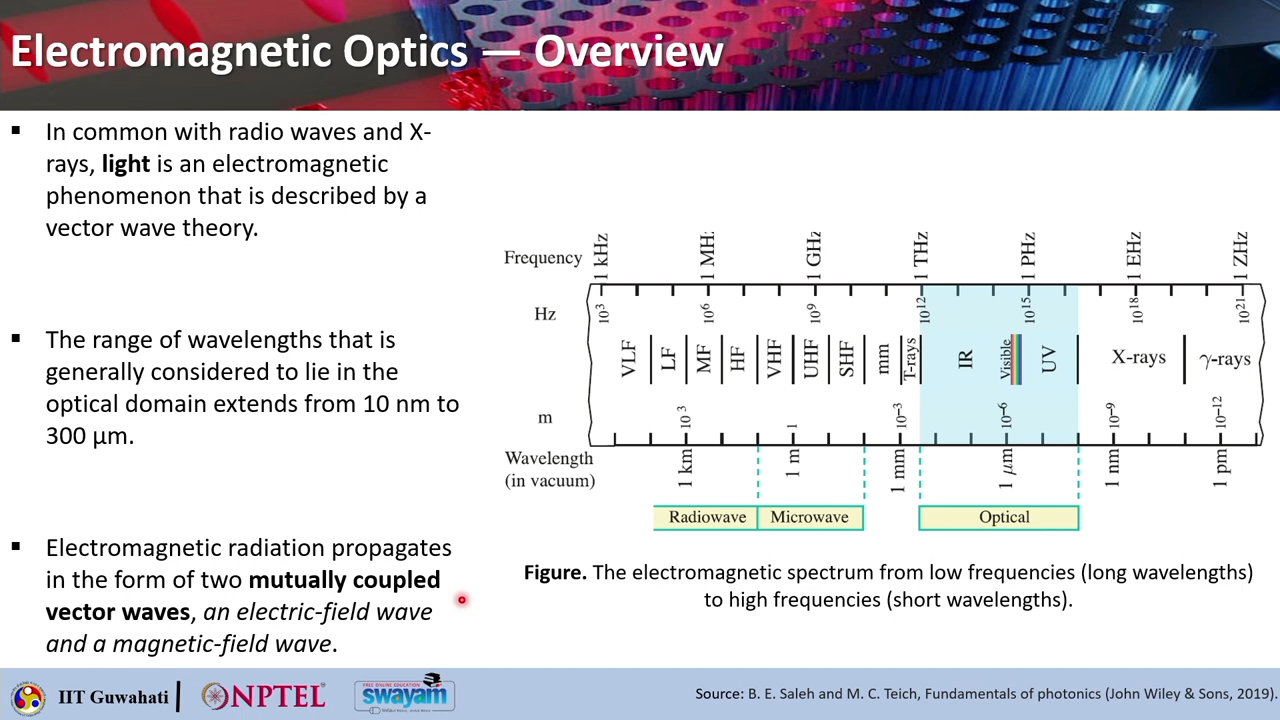 Electromagnetic Optics — Overview
▪ In common with radio waves and X-
rays, light is an electromagnetic
phenomenon that is described by a
vector wave theory.
▪ The range of wavelengths that is
generally considered to lie in the
optical domain extends from 10 nm to
300 µm.
▪ Electromagnetic radiation propagates
in the form of two mutually coupled
vector waves, an electric-field wave
and a magnetic-field wave.
Frequency 1 kHz 1 MHz 1 GHz 1 THz 1 PHz 1 EHz 1 ZHz
Hz 10³ 10⁶ 10⁹ 10¹² 10¹⁵ 10¹⁸ 10²¹
VLF LF MF HF VHF UHF SHF mm T-rays IR Visible UV X-rays γ-rays
m 10³ 1 10⁻³ 10⁻⁶ 10⁻⁹ 10⁻¹²
Wavelength
(in vacuum) 1 km 1 m 1 mm 1 µm 1 nm 1 pm
Radiowave Microwave Optical
Figure. The electromagnetic spectrum from low frequencies (long wavelengths)
to high frequencies (short wavelengths).
IIT Guwahati NPTEL FREE ONLINE EDUCATION swayam
Source: B. E. Saleh and M. C. Teich, Fundamentals of photonics (John Wiley & Sons, 2019).